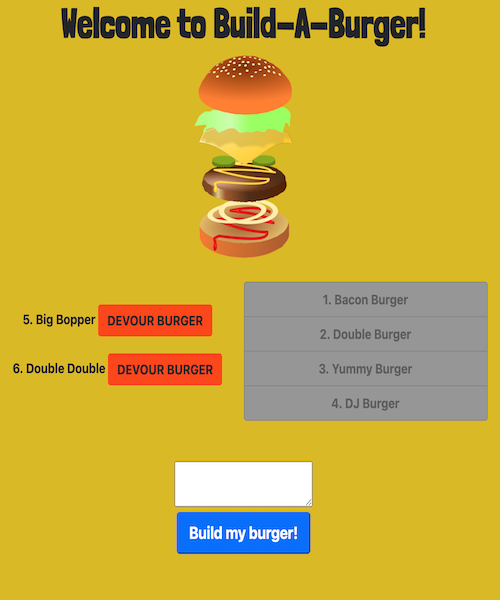 Welcome to Build-A-Burger!
5. Big Bopper DEVOUR BURGER
6. Double Double DEVOUR BURGER
1. Bacon Burger
2. Double Burger
3. Yummy Burger
4. DJ Burger
Build my burger!